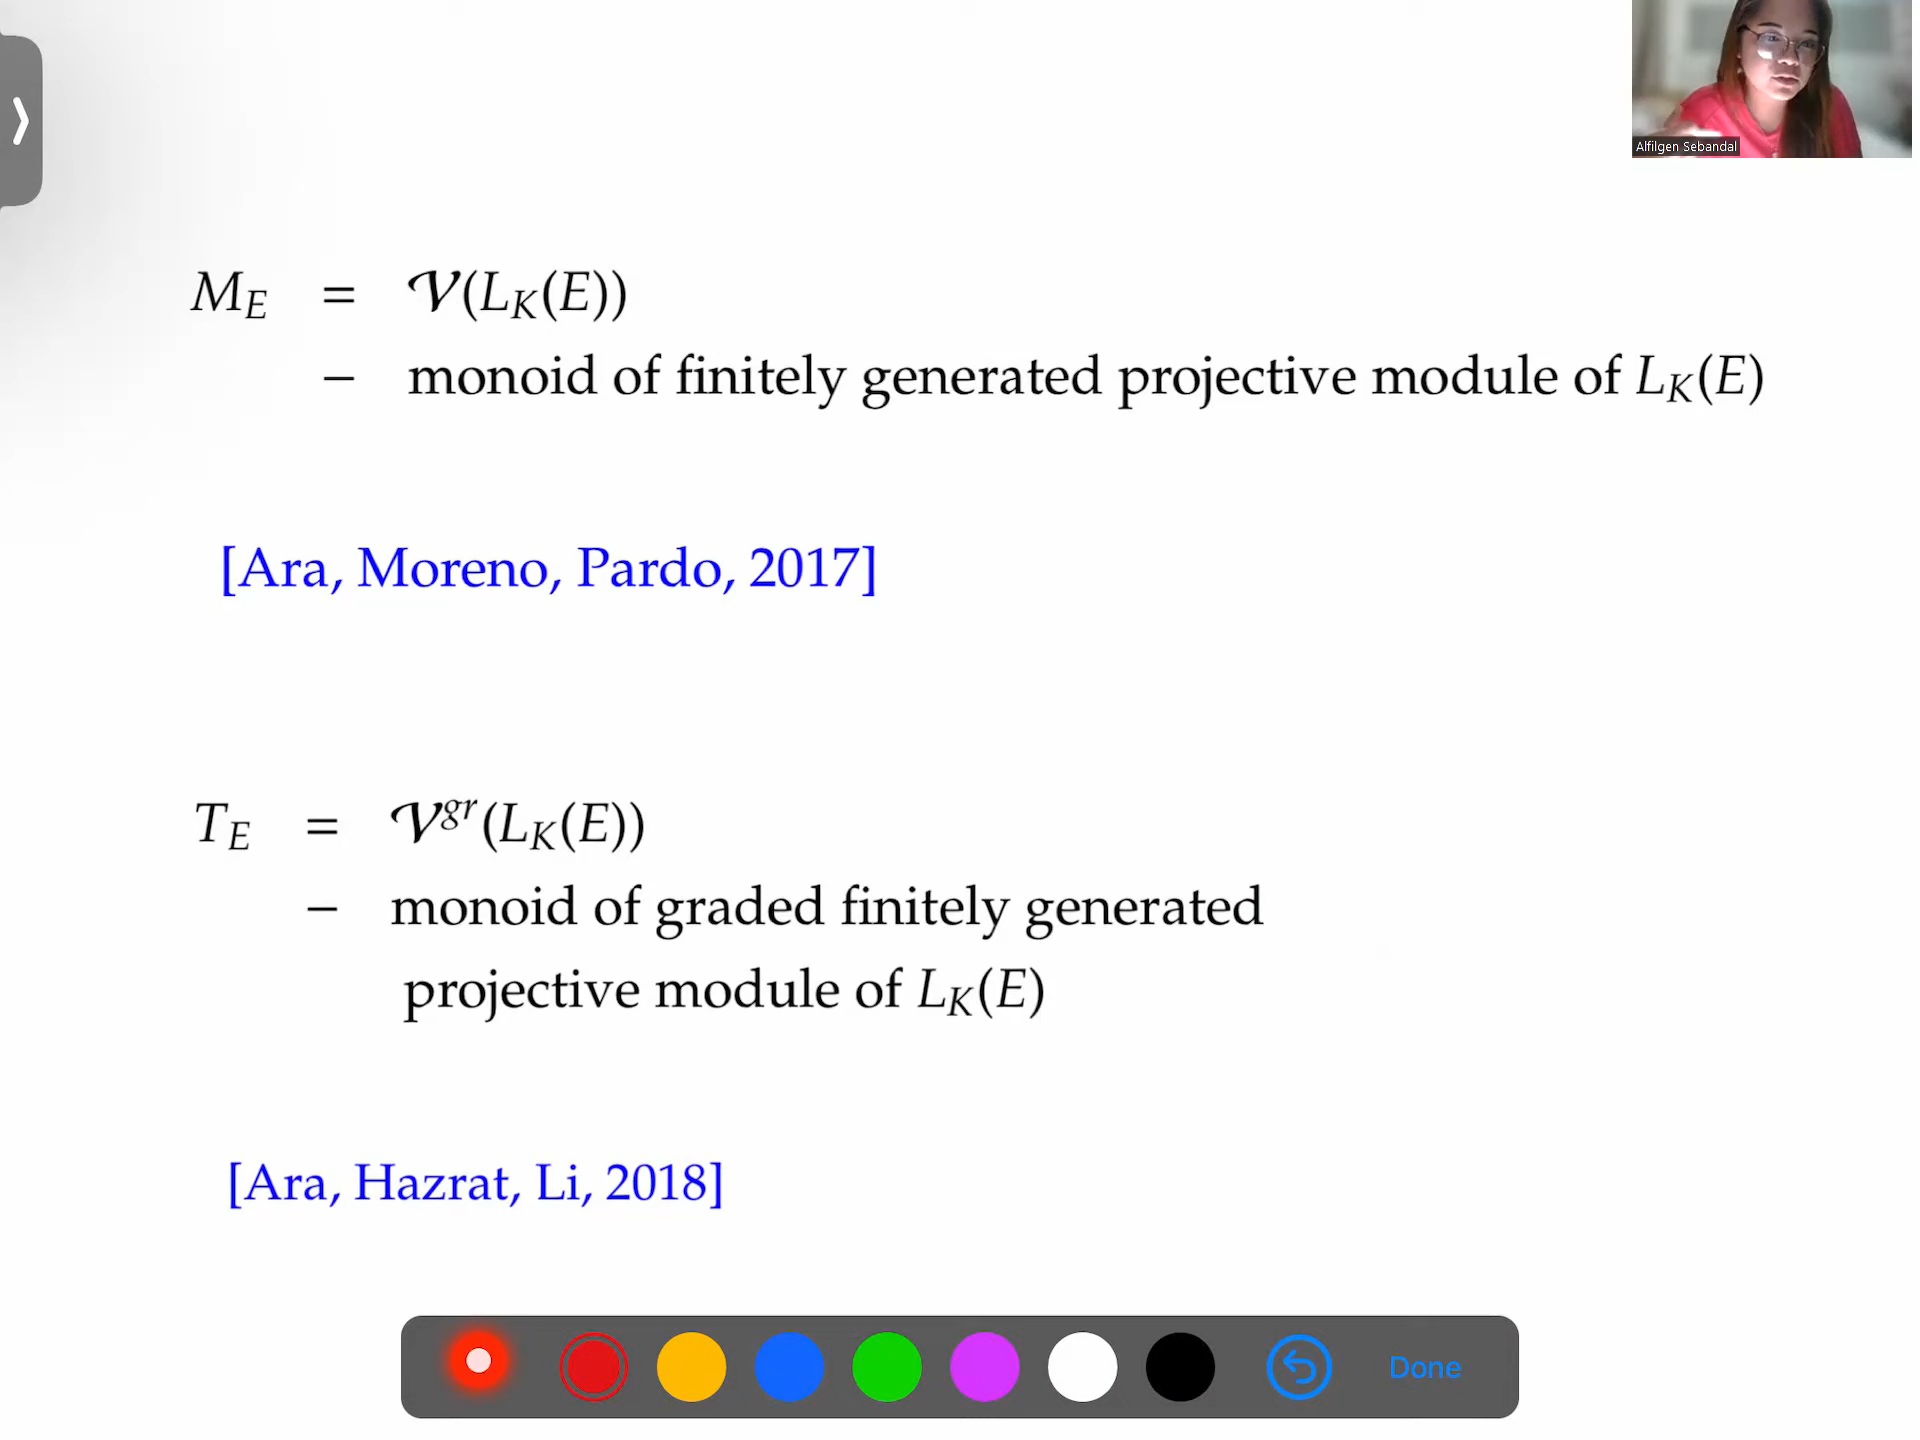 Alfilgen Sebandal
M_E = 𝒱(L_K(E))
– monoid of finitely generated projective module of L_K(E)
[Ara, Moreno, Pardo, 2017]
T_E = 𝒱^gr(L_K(E))
– monoid of graded finitely generated
projective module of L_K(E)
[Ara, Hazrat, Li, 2018]
Done